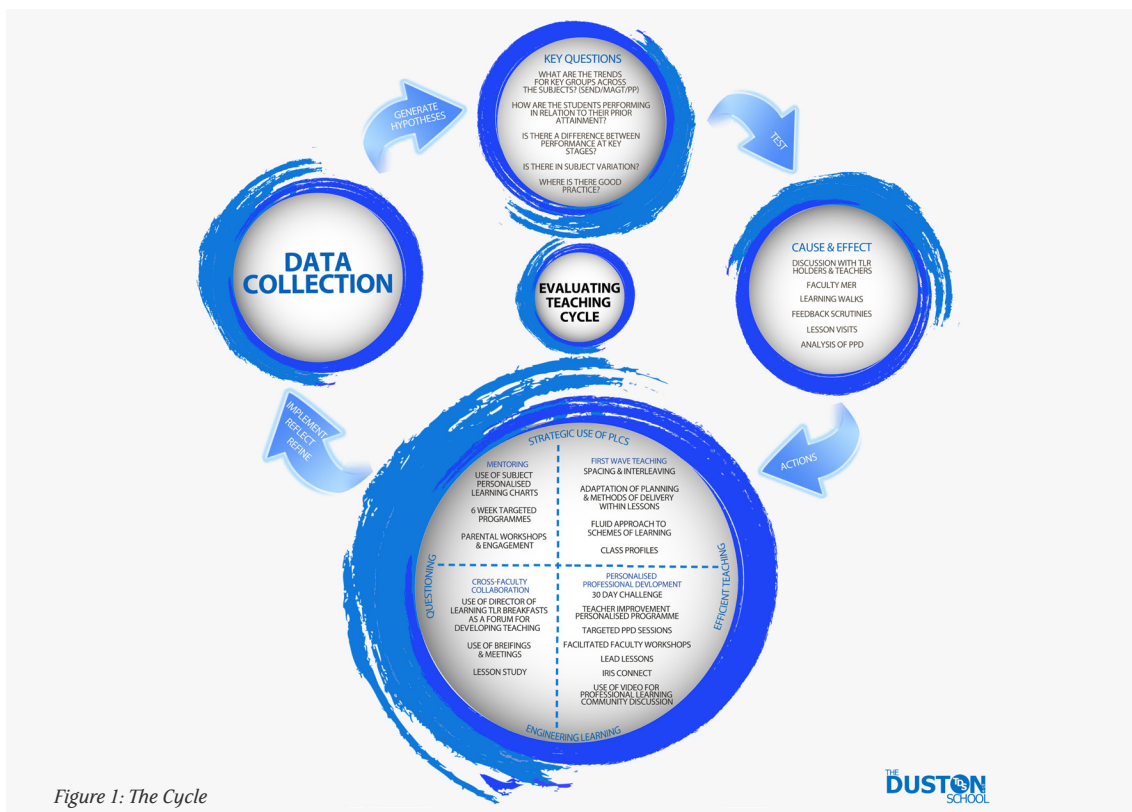 KEY QUESTIONS
WHAT ARE THE TRENDS
FOR KEY GROUPS ACROSS
THE SUBJECTS? (SEND/MAGT/PP)
HOW ARE THE STUDENTS PERFORMING
IN RELATION TO THEIR PRIOR
ATTAINMENT?
IS THERE A DIFFERENCE BETWEEN
PERFORMANCE AT KEY
STAGES?
IS THERE IN SUBJECT VARIATION?
WHERE IS THERE GOOD
PRACTICE?
TEST
CAUSE & EFFECT
DISCUSSION WITH TLR
HOLDERS & TEACHERS
FACULTY MER
LEARNING WALKS
FEEDBACK SCRUTINIES
LESSON VISITS
ANALYSIS OF PPD
ACTIONS
STRATEGIC USE OF PLCS
MENTORING
USE OF SUBJECT
PERSONALISED
LEARNING CHARTS
6 WEEK TARGETED
PROGRAMMES
PARENTAL WORKSHOPS
& ENGAGEMENT
FIRST WAVE TEACHING
SPACING & INTERLEAVING
ADAPTATION OF PLANNING
& METHODS OF DELIVERY
WITHIN LESSONS
FLUID APPROACH TO
SCHEMES OF LEARNING
CLASS PROFILES
QUESTIONING
EFFICIENT TEACHING
CROSS-FACULTY
COLLABORATION
USE OF DIRECTOR OF
LEARNING TLR BREAKFASTS
AS A FORUM FOR
DEVELOPING TEACHING
USE OF BREIFINGS
& MEETINGS
LESSON STUDY
PERSONALISED
PROFESSIONAL DEVLOPMENT
30 DAY CHALLENGE
TEACHER IMPROVEMENT
PERSONALISED PROGRAMME
TARGETED PPD SESSIONS
FACILITATED FACULTY WORKSHOPS
LEAD LESSONS
IRIS CONNECT
USE OF VIDEO FOR
PROFESSIONAL LEARNING
COMMUNITY DISCUSSION
ENGINEERING LEARNING
IMPLEMENT
REFLECT
REFINE
DATA
COLLECTION
GENERATE
HYPOTHESES
EVALUATING
TEACHING
CYCLE
Figure 1: The Cycle
THE
DUSTON
SCHOOL